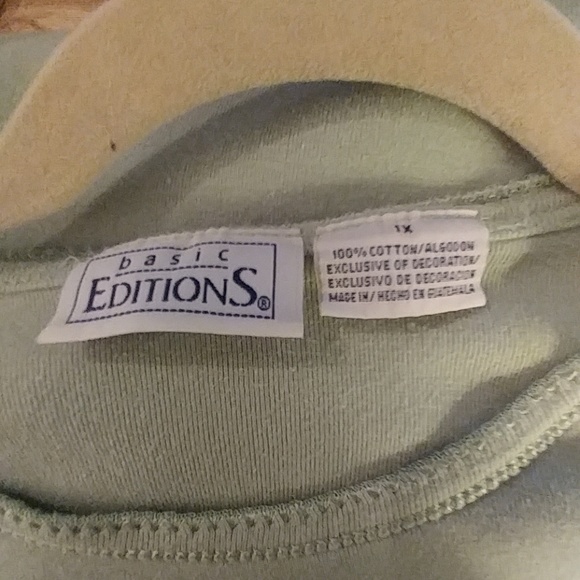 basic
EDITIONS®
1X
100% COTTON/ALGODON
EXCLUSIVE OF DECORATION/
EXCLUSIVO DE DECORACION
MADE IN/HECHO EN GUATEMALA